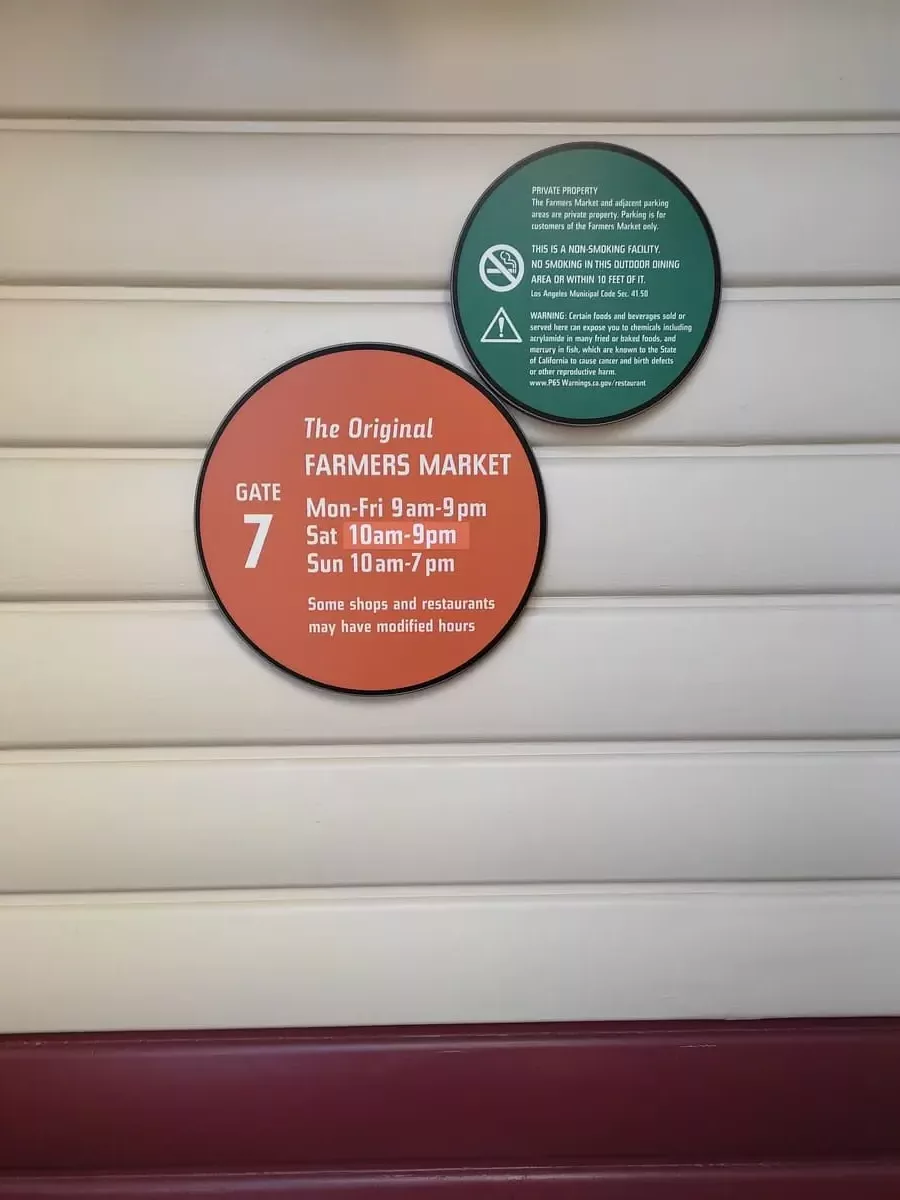 PRIVATE PROPERTY
The Farmers Market and adjacent parking
areas are private property. Parking is for
customers of the Farmers Market only.
THIS IS A NON-SMOKING FACILITY.
NO SMOKING IN THIS OUTDOOR DINING
AREA OR WITHIN 10 FEET OF IT.
Los Angeles Municipal Code Sec. 41.50
WARNING: Certain foods and beverages sold or
served here can expose you to chemicals including
acrylamide in many fried or baked foods, and
mercury in fish, which are known to the State
of California to cause cancer and birth defects
or other reproductive harm.
www.P65Warnings.ca.gov/restaurant
The Original
FARMERS MARKET
GATE
7
Mon-Fri 9am-9pm
Sat 10am-9pm
Sun 10am-7pm
Some shops and restaurants
may have modified hours